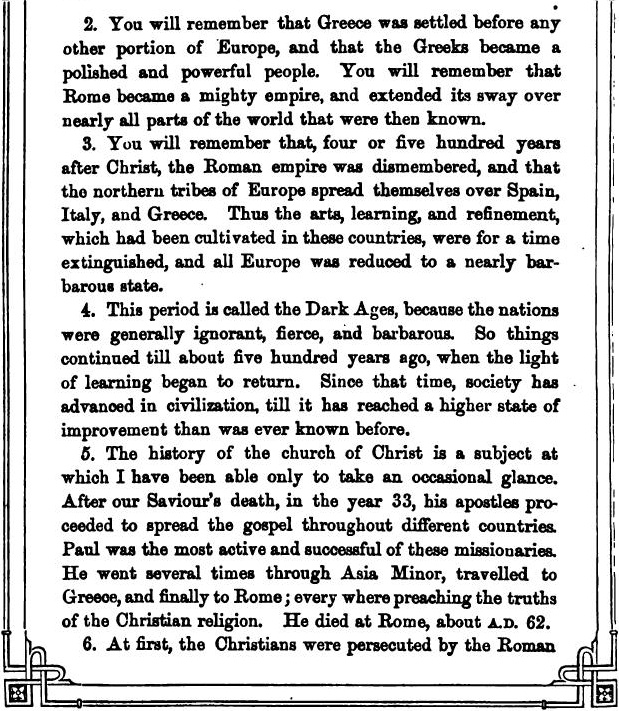 2. You will remember that Greece was settled before any
other portion of Europe, and that the Greeks became a
polished and powerful people. You will remember that
Rome became a mighty empire, and extended its sway over
nearly all parts of the world that were then known.
3. You will remember that, four or five hundred years
after Christ, the Roman empire was dismembered, and that
the northern tribes of Europe spread themselves over Spain,
Italy, and Greece. Thus the arts, learning, and refinement,
which had been cultivated in these countries, were for a time
extinguished, and all Europe was reduced to a nearly bar-
barous state.
4. This period is called the Dark Ages, because the nations
were generally ignorant, fierce, and barbarous. So things
continued till about five hundred years ago, when the light
of learning began to return. Since that time, society has
advanced in civilization, till it has reached a higher state of
improvement than was ever known before.
5. The history of the church of Christ is a subject at
which I have been able only to take an occasional glance.
After our Saviour's death, in the year 33, his apostles pro-
ceeded to spread the gospel throughout different countries.
Paul was the most active and successful of these missionaries.
He went several times through Asia Minor, travelled to
Greece, and finally to Rome; every where preaching the truths
of the Christian religion. He died at Rome, about A.D. 62.
6. At first, the Christians were persecuted by the Roman